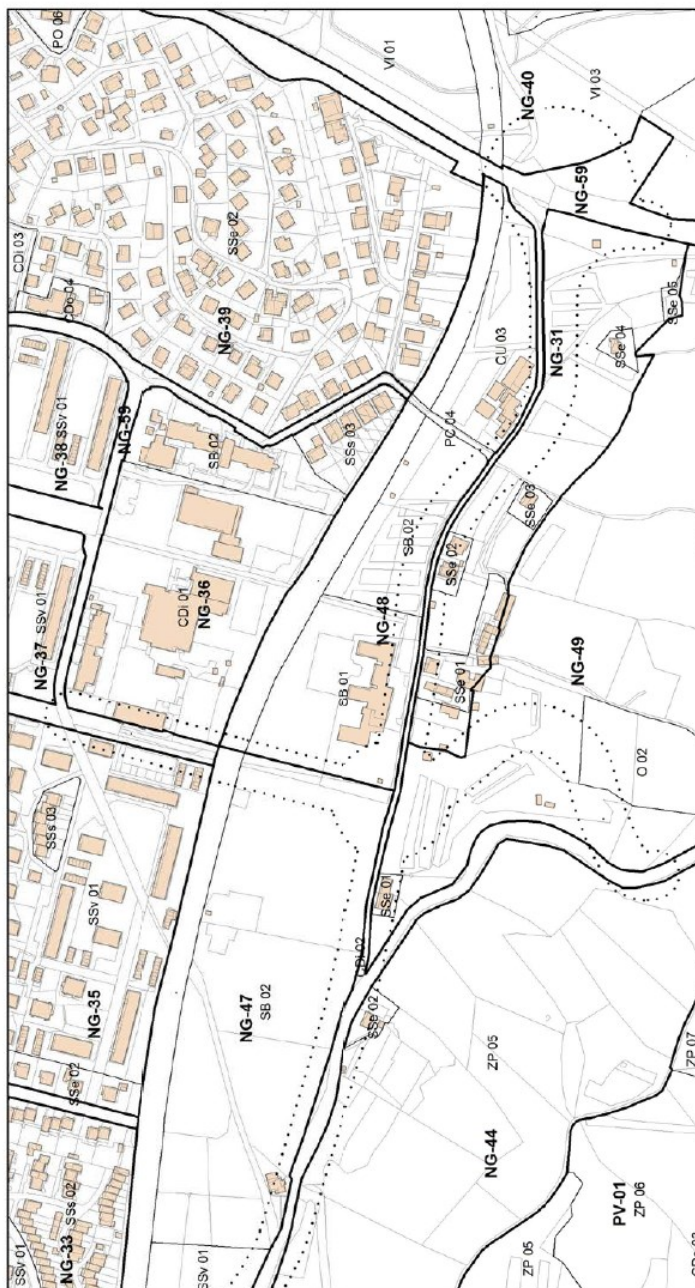 SSv 01
CDi 03
NG-37
SSv 01
SSs 03
PO 06
NG-33
SSs 02
SSe 02
NG-38
SSv 01
CDo 04
NG-35
SSv 01
NG-59
CDi 01
NG-36
SSv 01
SB 02
NG-39
SSe 02
NG-47
SB 02
SB 01
SSs 03
CDi 02
SSe 02
SSe 01
NG-48
SB 02
VI 01
PC 04
SSe 01
SSe 02
NG-44
ZP 05
CU 03
ZP 05
SSe 03
NG-31
NG-40
NG-49
NG-59
VI 03
PV-01
ZP 06
O 02
SSe 04
SSe 05
ZP 07